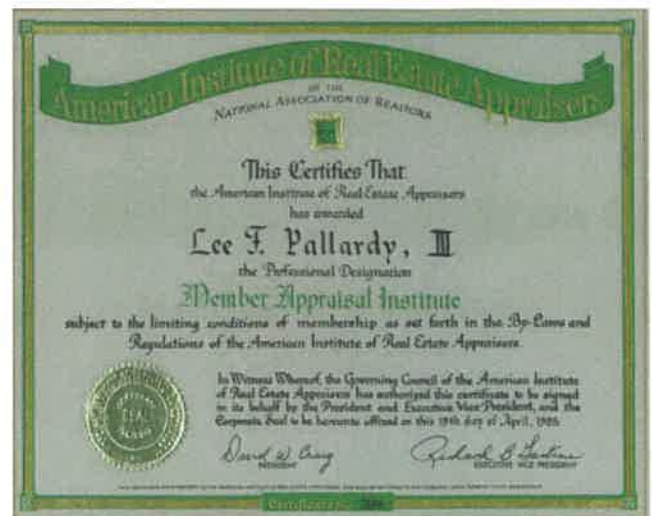 American Institute of Real Estate Appraisers
OF THE
NATIONAL ASSOCIATION OF REALTORS
This Certifies That
the American Institute of Real Estate Appraisers
has awarded
Lee F. Pallardy, III
the Professional Designation
Member Appraisal Institute
subject to the limiting conditions of membership as set forth in the By-Laws and
Regulations of the American Institute of Real Estate Appraisers.
In Witness Whereof, the Governing Council of the American Institute
of Real Estate Appraisers has authorized this certificate to be signed
in its behalf by the President and Executive Vice President, and the
Corporate Seal to be hereunto affixed on this day of April,
David W. Craig
PRESIDENT
Richard
EXECUTIVE VICE PRESIDENT
Certificate